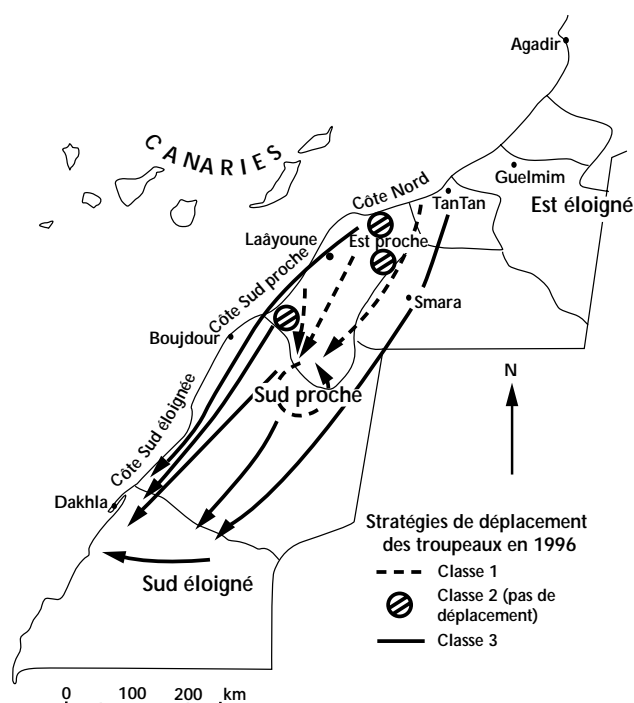 Agadir
CANARIES
Guelmim
Côte Nord
TanTan
Est éloigné
Laâyoune
Est proche
Côte Sud proche
Smara
Boujdour
N
Sud proche
Côte Sud éloignée
Dakhla
Stratégies de déplacement
des troupeaux en 1996
Classe 1
Sud éloigné
Classe 2 (pas de
déplacement)
Classe 3
0 100 200 km